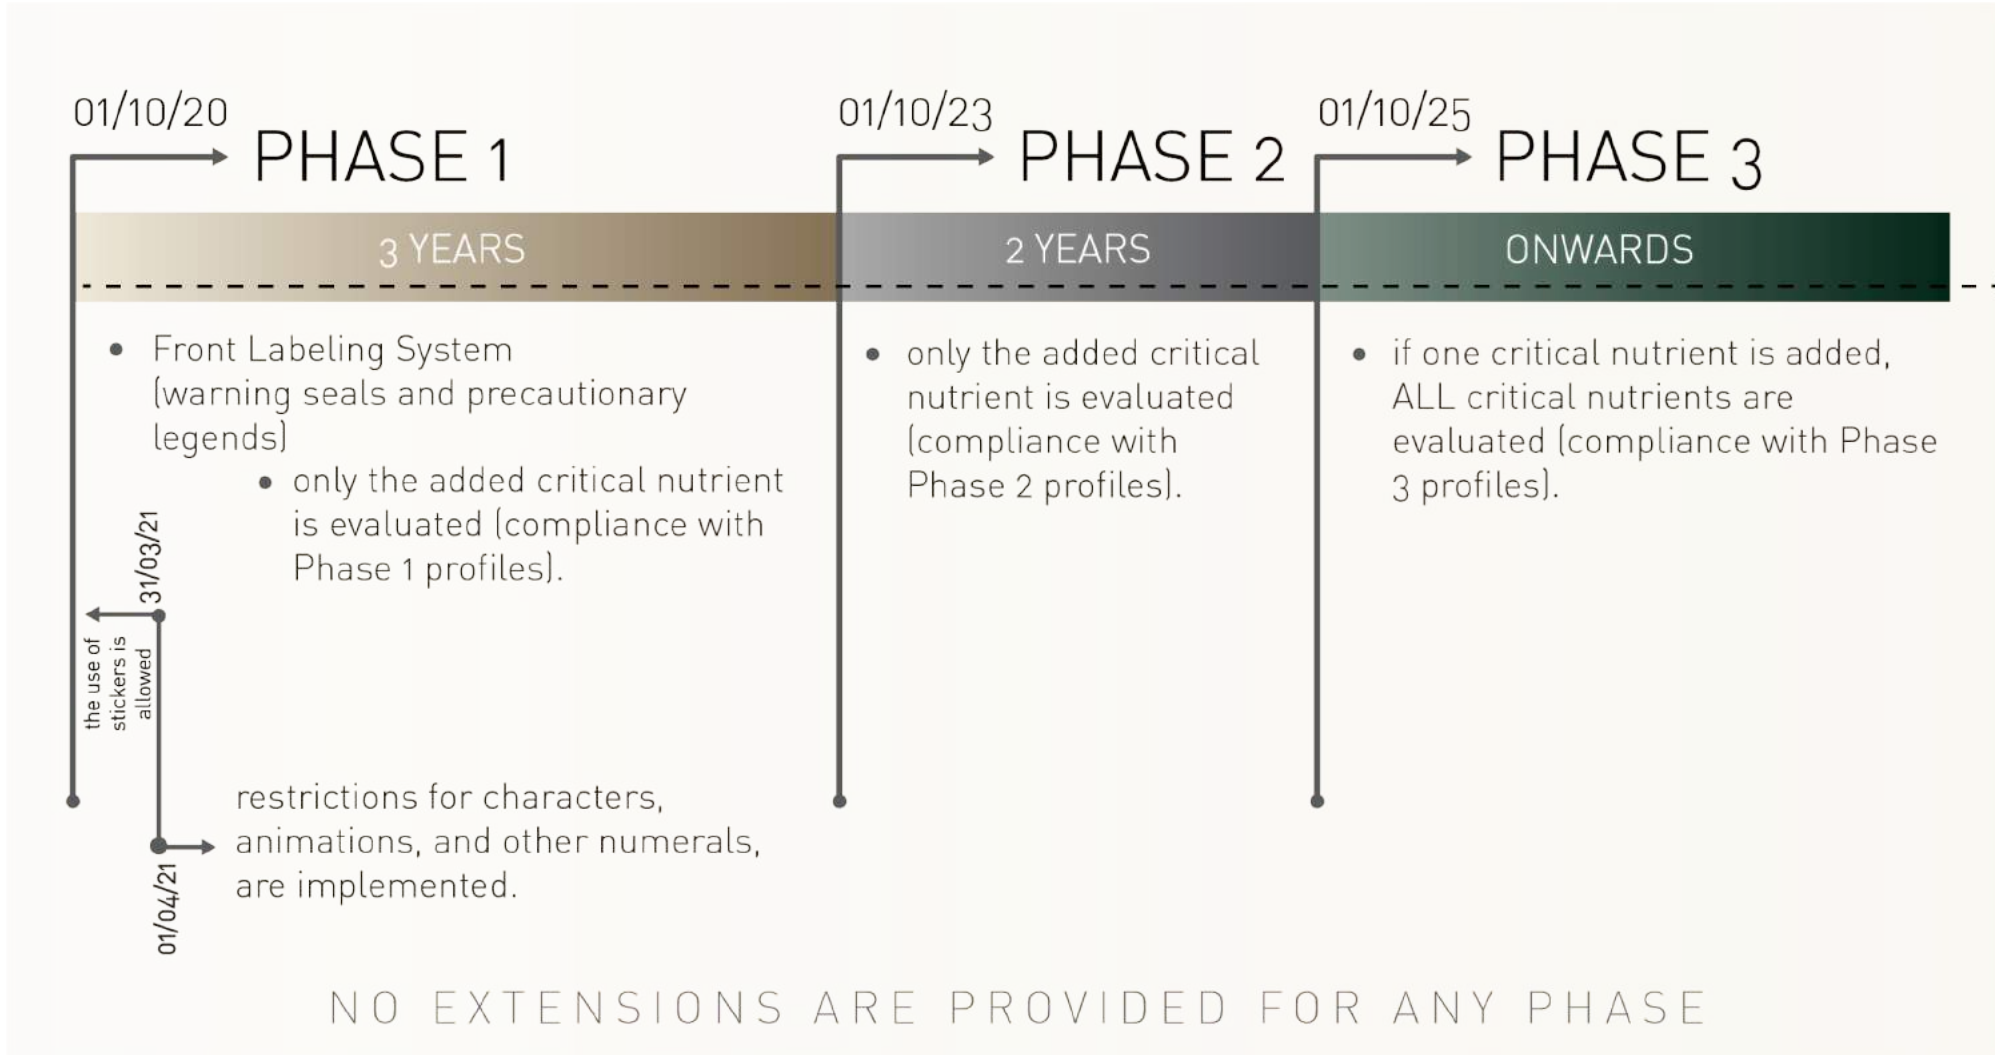 01/10/20
PHASE 1
01/10/23
PHASE 2
01/10/25
PHASE 3
3 YEARS
2 YEARS
ONWARDS
• Front Labeling System
(warning seals and precautionary
legends)
• only the added critical nutrient
is evaluated (compliance with
Phase 1 profiles).
31/03/21
the use of
stickers is
allowed
restrictions for characters,
animations, and other numerals,
are implemented.
01/04/21
• only the added critical
nutrient is evaluated
(compliance with
Phase 2 profiles).
• if one critical nutrient is added,
ALL critical nutrients are
evaluated (compliance with Phase
3 profiles).
NO EXTENSIONS ARE PROVIDED FOR ANY PHASE